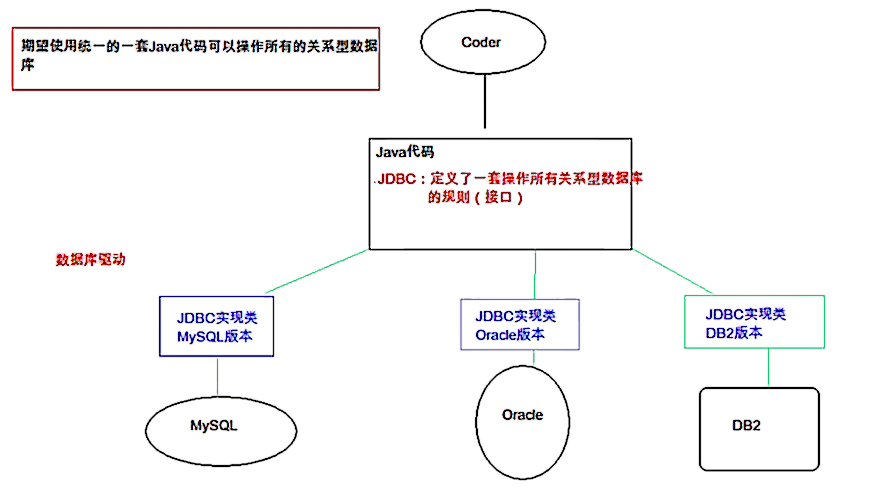 期望使用统一的一套Java代码可以操作所有的关系型数据
库
Coder
Java代码
.JDBC：定义了一套操作所有关系型数据库
的规则（接口）
数据库驱动
JDBC实现类
MySQL版本
JDBC实现类
Oracle版本
JDBC实现类
DB2版本
MySQL
Oracle
DB2